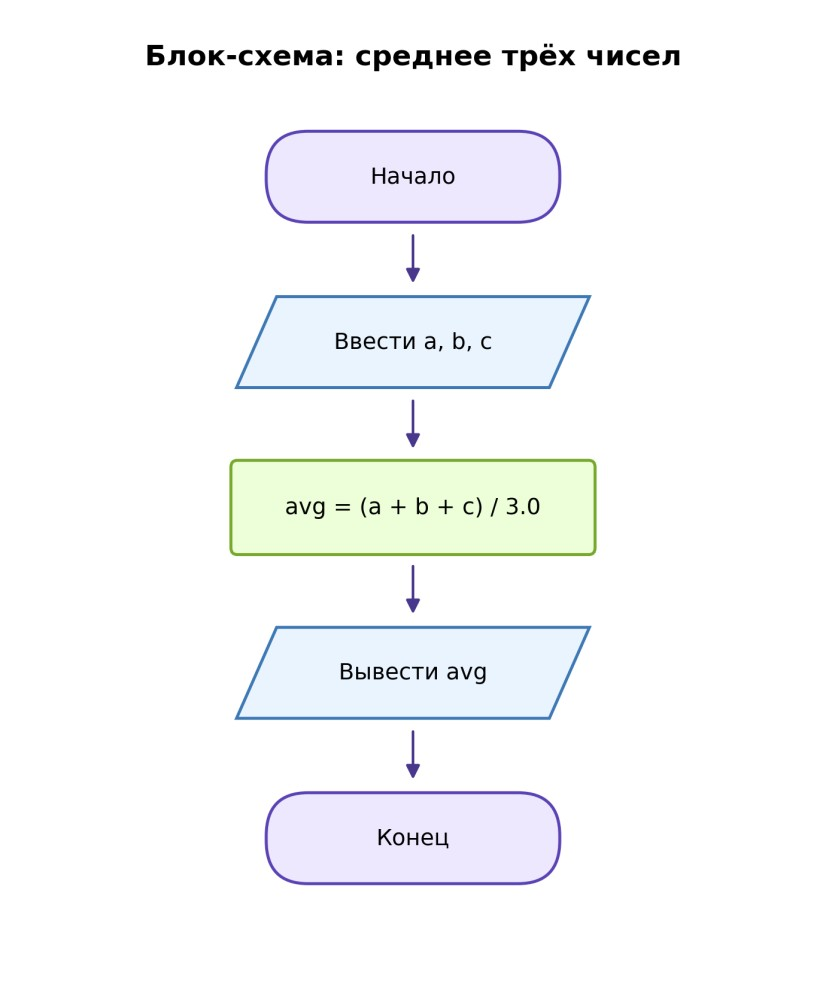 Блок-схема: среднее трёх чисел
Начало
Ввести a, b, c
avg = (a + b + c) / 3.0
Вывести avg
Конец